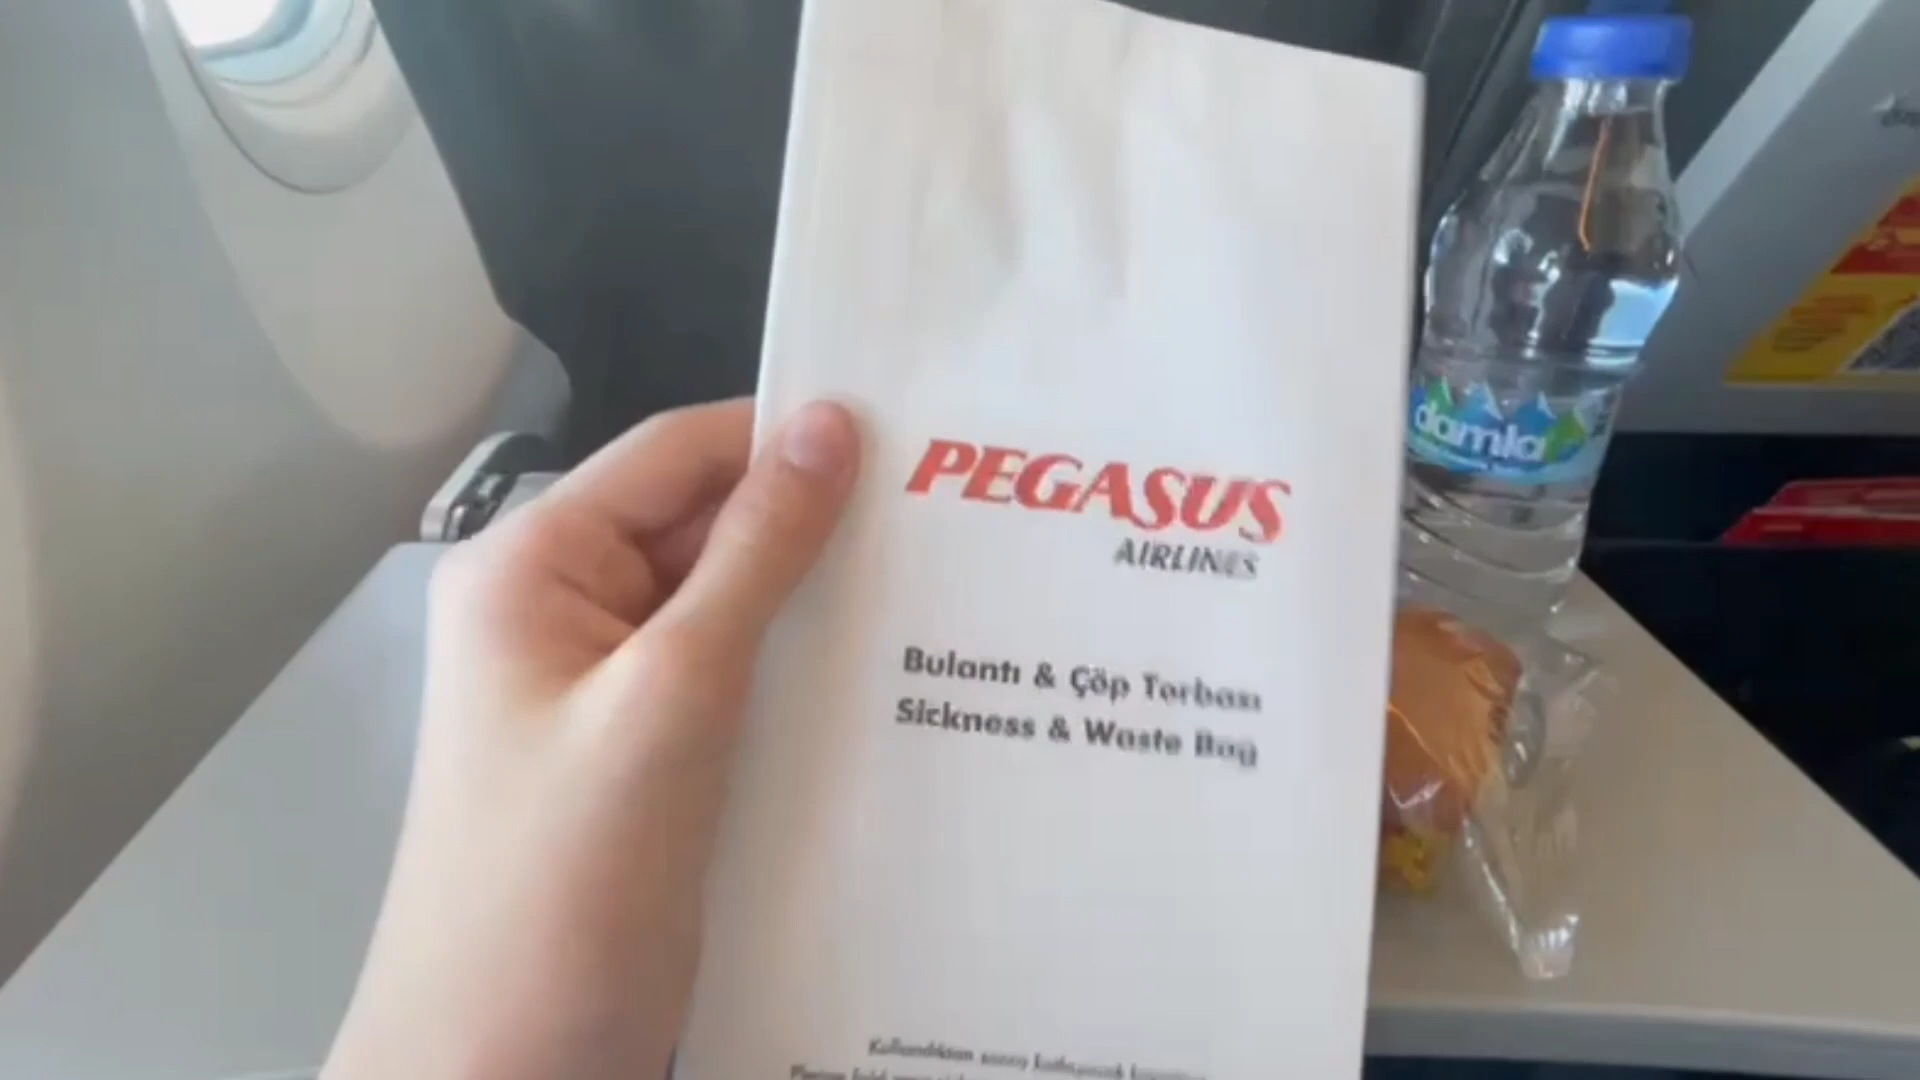 PEGASUS
AIRLINES
Bulantı & Çöp Torbası
Sickness & Waste Bag
damla